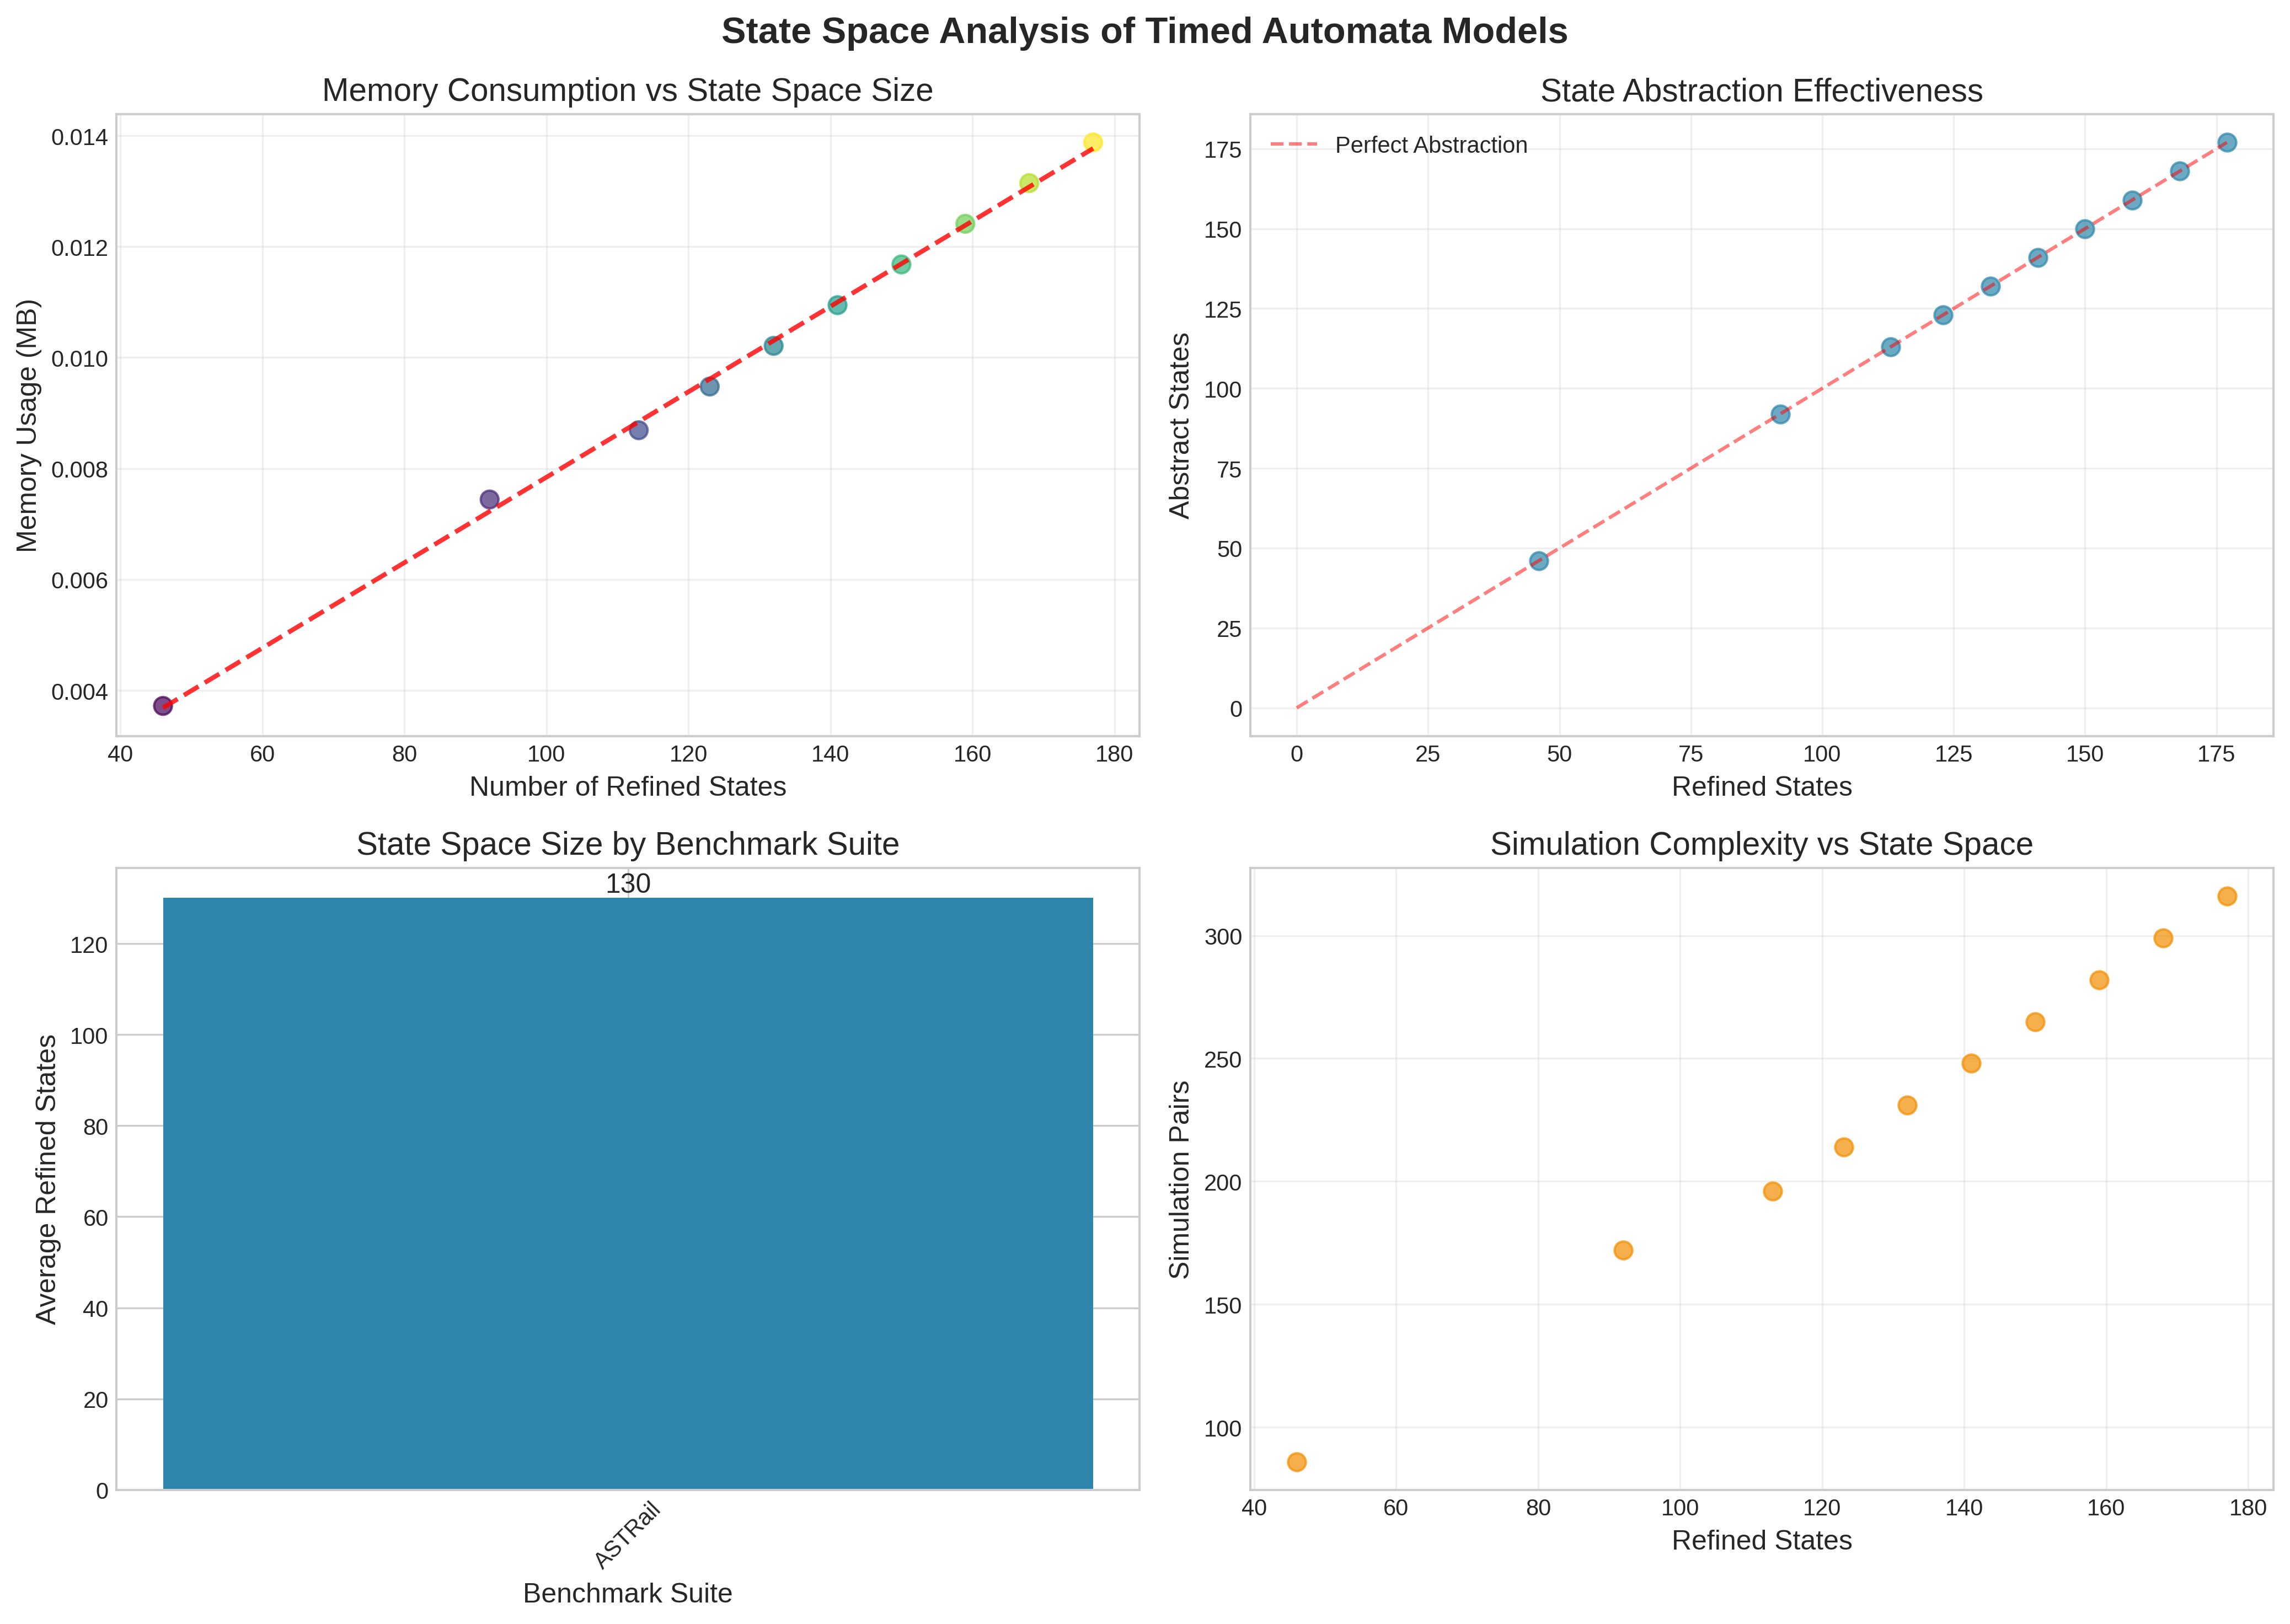 State Space Analysis of Timed Automata Models
Memory Consumption vs State Space Size
Memory Usage (MB)
0.014
0.012
0.010
0.008
0.006
0.004
40 60 80 100 120 140 160 180
Number of Refined States
State Abstraction Effectiveness
Perfect Abstraction
Abstract States
175
150
125
100
75
50
25
0
0 25 50 75 100 125 150 175
Refined States
State Space Size by Benchmark Suite
130
Average Refined States
120
100
80
60
40
20
0
ASTRail
Benchmark Suite
Simulation Complexity vs State Space
Simulation Pairs
300
250
200
150
100
40 60 80 100 120 140 160 180
Refined States